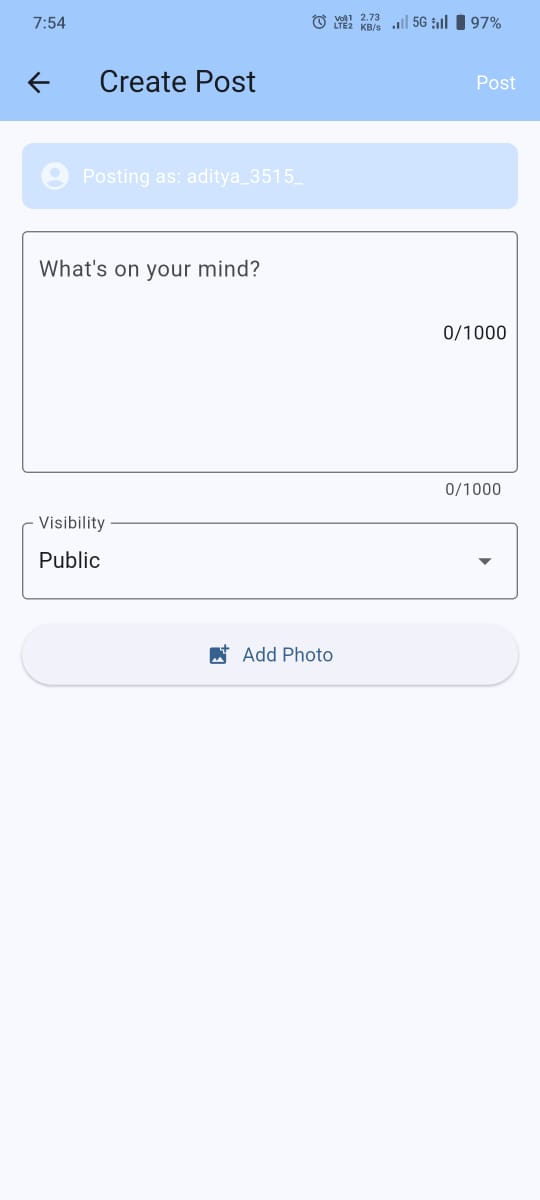 7:54
Vo)) 1
LTE2
2.73
KB/s
5G
97%
Create Post
Post
Posting as: aditya_3515_
What's on your mind?
0/1000
0/1000
Visibility
Public
Add Photo